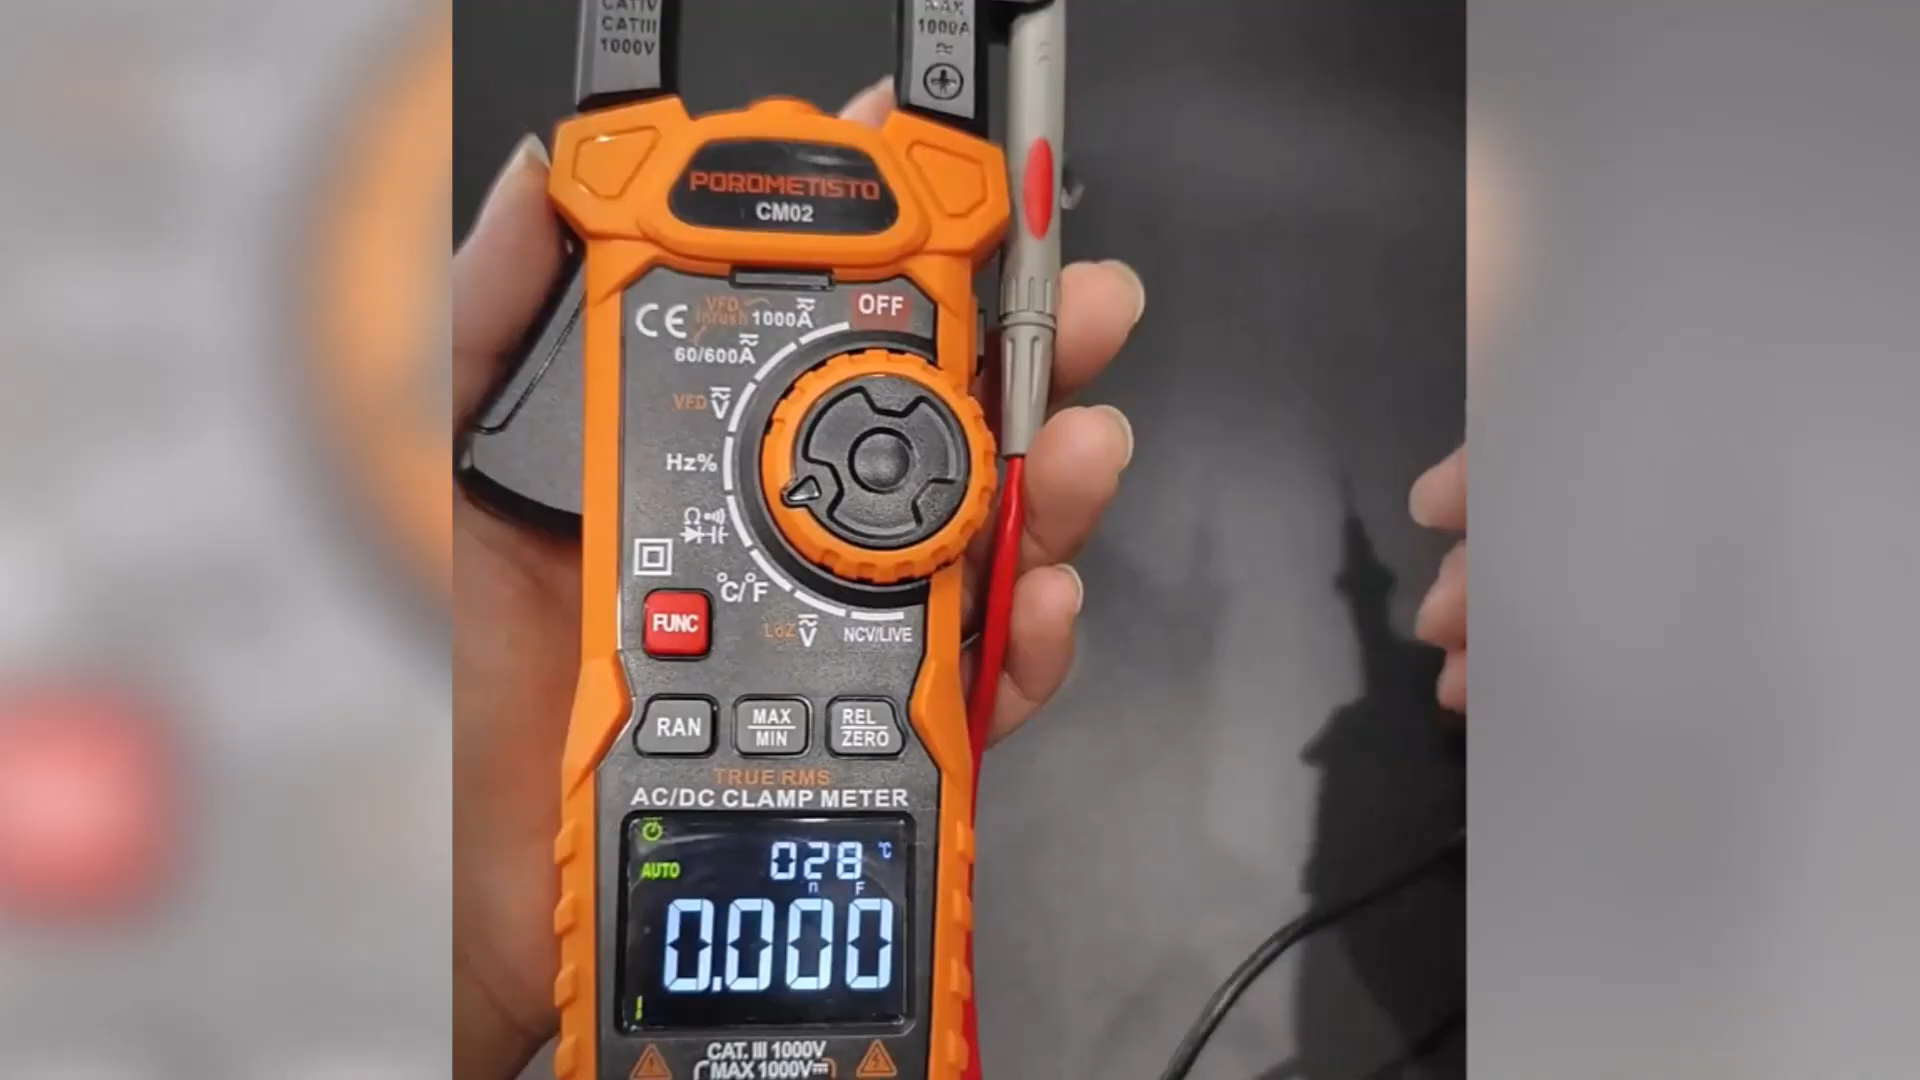 CAT IV
CAT III
1000V
MAX
1000A
POROMETISTO
CM02
CE
VFD
Inrush 1000A
OFF
60/600A
VFD V
Hz%
Ω
°C/°F
FUNC
LoZ V
NCV/LIVE
RAN
MAX
MIN
REL
ZERO
TRUE RMS
AC/DC CLAMP METER
028 °C
AUTO
n F
0.000
CAT. III 1000V
MAX 1000V